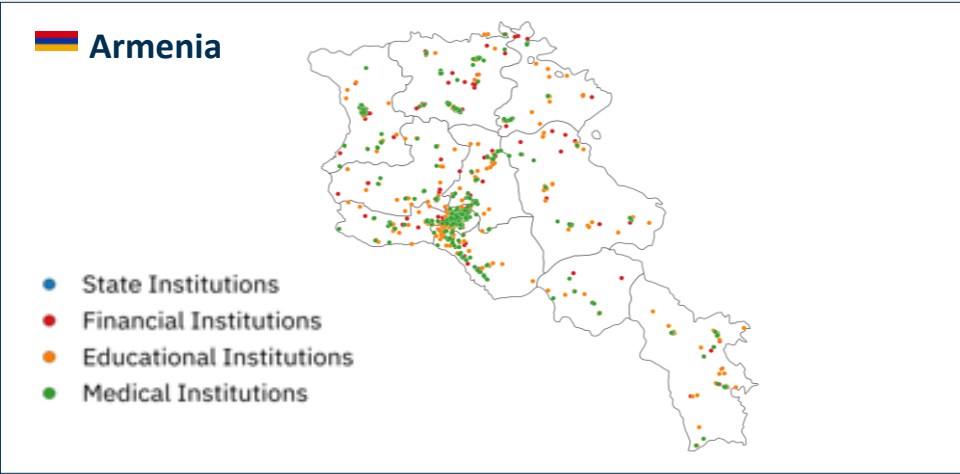 Armenia
State Institutions
Financial Institutions
Educational Institutions
Medical Institutions